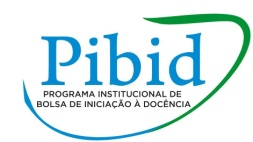 Pibid
PROGRAMA INSTITUCIONAL DE
BOLSA DE INICIAÇÃO À DOCÊNCIA